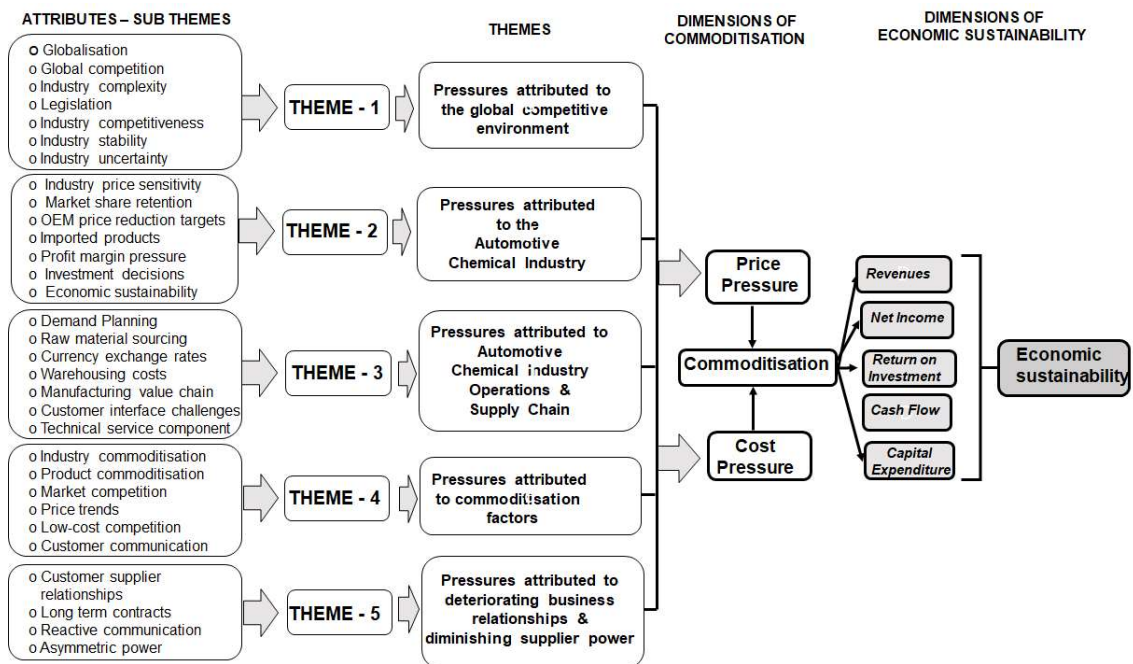 ATTRIBUTES – SUB THEMES
THEMES
DIMENSIONS OF
COMMODITISATION
DIMENSIONS OF
ECONOMIC SUSTAINABILITY
o Globalisation
o Global competition
o Industry complexity
o Legislation
o Industry competitiveness
o Industry stability
o Industry uncertainty
THEME - 1
Pressures attributed to
the global competitive
environment
o Industry price sensitivity
o Market share retention
o OEM price reduction targets
o Imported products
o Profit margin pressure
o Investment decisions
o Economic sustainability
THEME - 2
Pressures attributed
to the
Automotive
Chemical Industry
o Demand Planning
o Raw material sourcing
o Currency exchange rates
o Warehousing costs
o Manufacturing value chain
o Customer interface challenges
o Technical service component
THEME - 3
Pressures attributed to
Automotive
Chemical industry
Operations &
Supply Chain
o Industry commoditisation
o Product commoditisation
o Market competition
o Price trends
o Low-cost competition
o Customer communication
THEME - 4
Pressures attributed
to commoditisation
factors
o Customer supplier
relationships
o Long term contracts
o Reactive communication
o Asymmetric power
THEME - 5
Pressures attributed to
deteriorating business
relationships &
diminishing supplier power
Price
Pressure
Commoditisation
Cost
Pressure
Revenues
Net Income
Return on
Investment
Cash Flow
Capital
Expenditure
Economic
sustainability